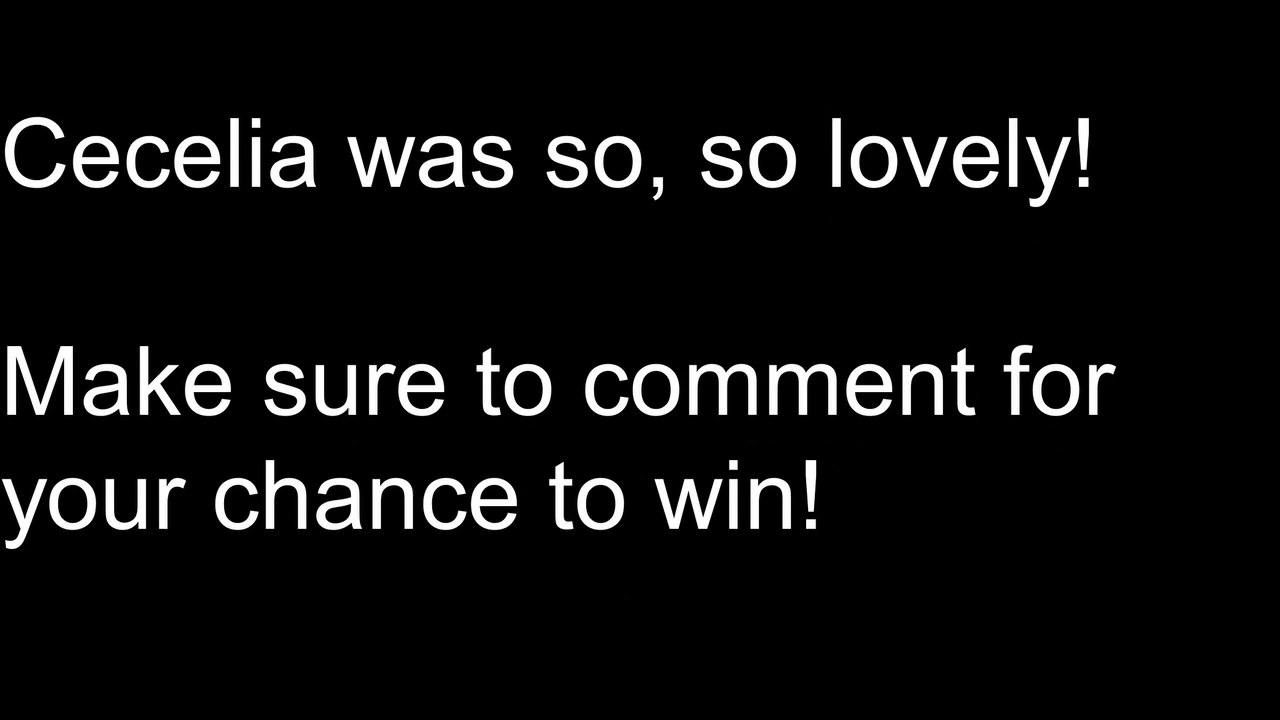 Cecelia was so, so lovely!
Make sure to comment for
your chance to win!